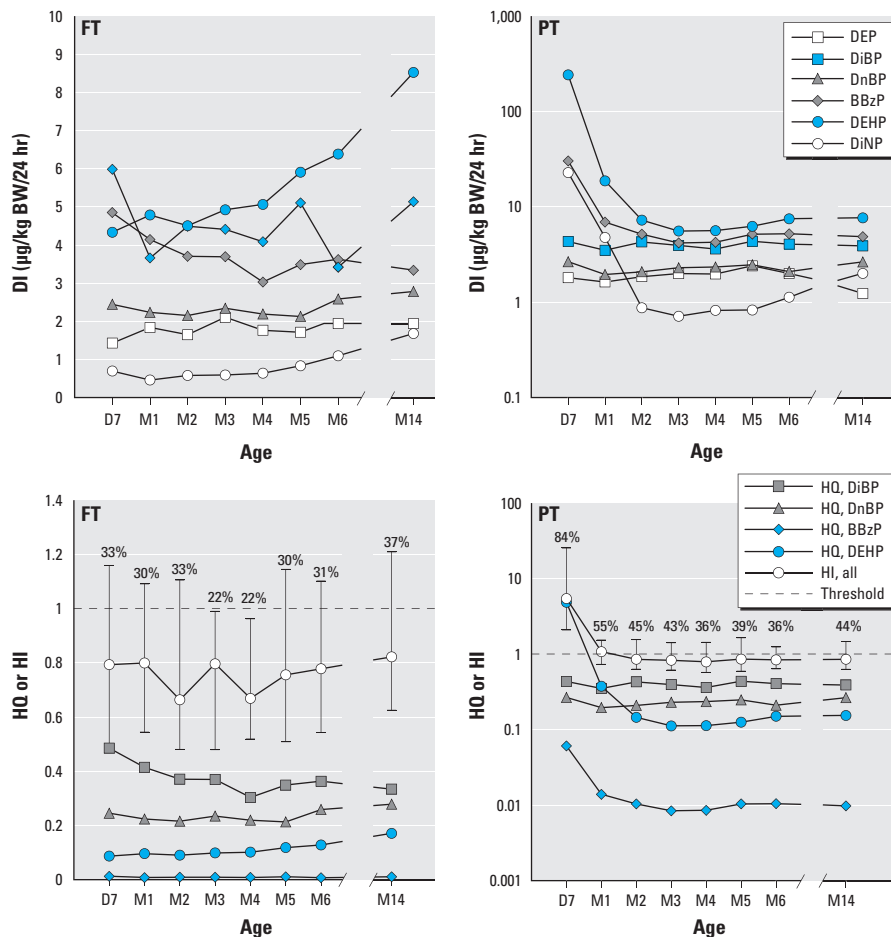 FT
10
9
8
7
6
5
4
3
2
1
0
DI (µg/kg BW/24 hr)
D7 M1 M2 M3 M4 M5 M6 M14
Age
PT
1,000
100
10
1
0.1
DI (µg/kg BW/24 hr)
DEP
DiBP
DnBP
BBzP
DEHP
DiNP
D7 M1 M2 M3 M4 M5 M6 M14
Age
FT
1.4
1.2
1
0.8
0.6
0.4
0.2
0
HQ or HI
33% 30% 33% 22% 22% 30% 31% 37%
D7 M1 M2 M3 M4 M5 M6 M14
Age
PT
100
10
1
0.1
0.01
0.001
HQ or HI
HQ, DiBP
HQ, DnBP
HQ, BBzP
HQ, DEHP
HI, all
Threshold
84% 55% 45% 43% 36% 39% 36% 44%
D7 M1 M2 M3 M4 M5 M6 M14
Age